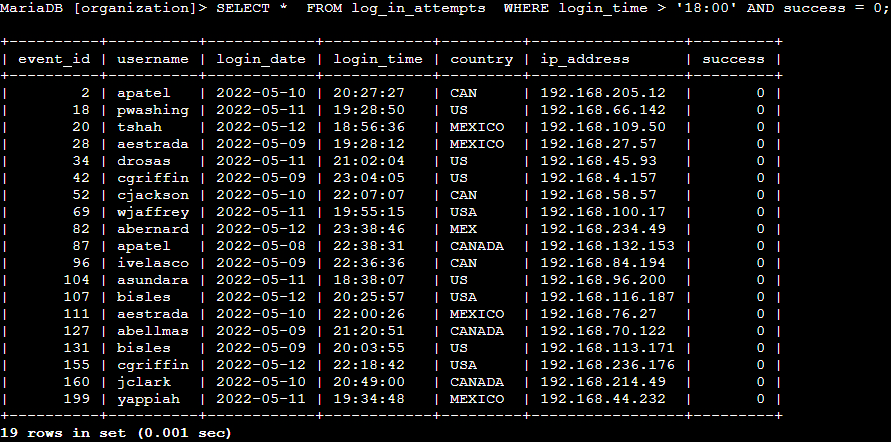 MariaDB [organization]> SELECT *  FROM log_in_attempts  WHERE login_time > '18:00' AND success = 0;
+----------+----------+------------+------------+---------+-----------------+---------+
| event_id | username | login_date | login_time | country | ip_address      | success |
+----------+----------+------------+------------+---------+-----------------+---------+
|        2 | apatel   | 2022-05-10 | 20:27:27   | CAN     | 192.168.205.12  |       0 |
|       18 | pwashing | 2022-05-11 | 19:28:50   | US      | 192.168.66.142  |       0 |
|       20 | tshah    | 2022-05-12 | 18:56:36   | MEXICO  | 192.168.109.50  |       0 |
|       28 | aestrada | 2022-05-09 | 19:28:12   | MEXICO  | 192.168.27.57   |       0 |
|       34 | drosas   | 2022-05-11 | 21:02:04   | US      | 192.168.45.93   |       0 |
|       42 | cgriffin | 2022-05-09 | 23:04:05   | US      | 192.168.4.157   |       0 |
|       52 | cjackson | 2022-05-10 | 22:07:07   | CAN     | 192.168.58.57   |       0 |
|       69 | wjaffrey | 2022-05-11 | 19:55:15   | USA     | 192.168.100.17  |       0 |
|       82 | abernard | 2022-05-12 | 23:38:46   | MEX     | 192.168.234.49  |       0 |
|       87 | apatel   | 2022-05-08 | 22:38:31   | CANADA  | 192.168.132.153 |       0 |
|       96 | ivelasco | 2022-05-09 | 22:36:36   | CAN     | 192.168.84.194  |       0 |
|      104 | asundara | 2022-05-11 | 18:38:07   | US      | 192.168.96.200  |       0 |
|      107 | bisles   | 2022-05-12 | 20:25:57   | USA     | 192.168.116.187 |       0 |
|      111 | aestrada | 2022-05-10 | 22:00:26   | MEXICO  | 192.168.76.27   |       0 |
|      127 | abellmas | 2022-05-09 | 21:20:51   | CANADA  | 192.168.70.122  |       0 |
|      131 | bisles   | 2022-05-09 | 20:03:55   | US      | 192.168.113.171 |       0 |
|      155 | cgriffin | 2022-05-12 | 22:18:42   | USA     | 192.168.236.176 |       0 |
|      160 | jclark   | 2022-05-10 | 20:49:00   | CANADA  | 192.168.214.49  |       0 |
|      199 | yappiah  | 2022-05-11 | 19:34:48   | MEXICO  | 192.168.44.232  |       0 |
+----------+----------+------------+------------+---------+-----------------+---------+
19 rows in set (0.001 sec)